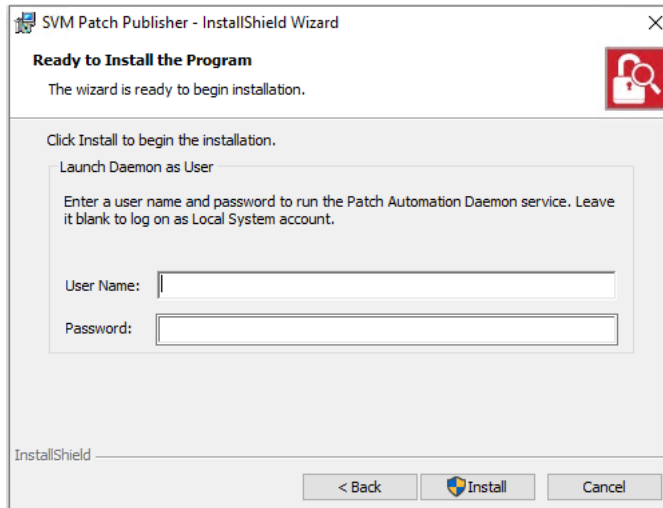 SVM Patch Publisher - InstallShield Wizard
Ready to Install the Program
The wizard is ready to begin installation.
Click Install to begin the installation.
Launch Daemon as User
Enter a user name and password to run the Patch Automation Daemon service. Leave
it blank to log on as Local System account.
User Name:
Password:
InstallShield
< Back
Install
Cancel